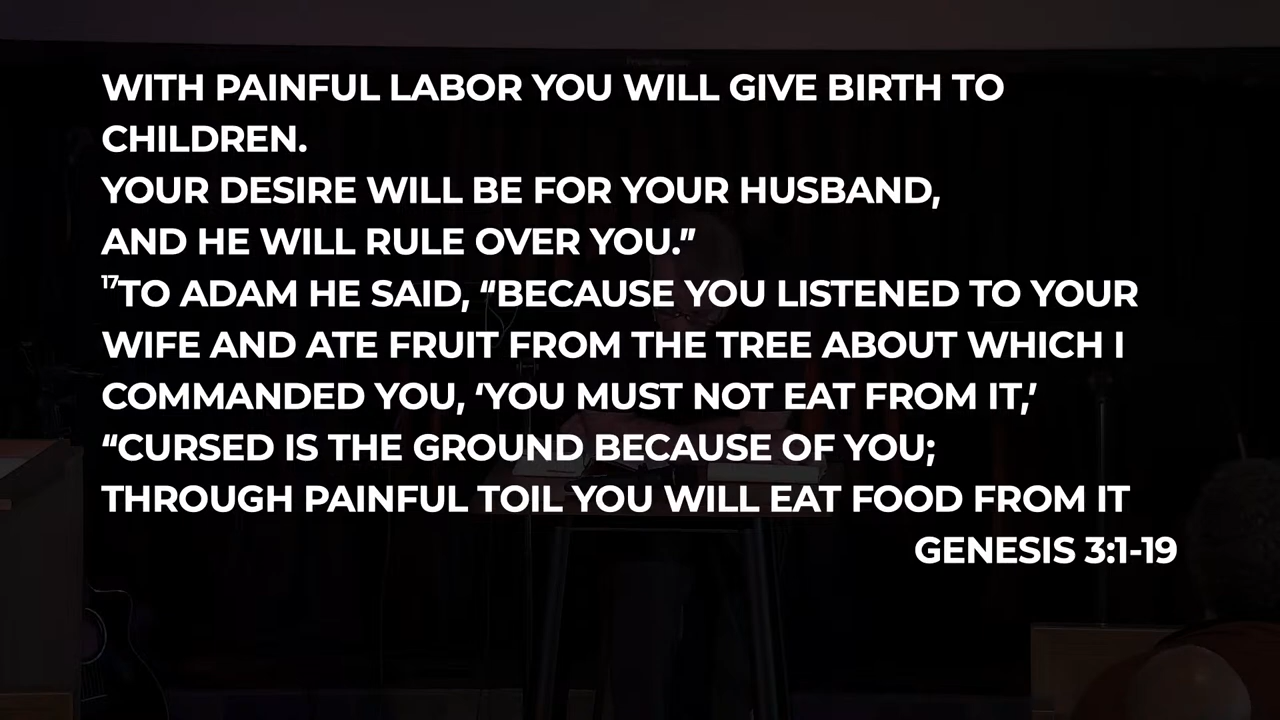 WITH PAINFUL LABOR YOU WILL GIVE BIRTH TO
CHILDREN.
YOUR DESIRE WILL BE FOR YOUR HUSBAND,
AND HE WILL RULE OVER YOU.”
17TO ADAM HE SAID, “BECAUSE YOU LISTENED TO YOUR
WIFE AND ATE FRUIT FROM THE TREE ABOUT WHICH I
COMMANDED YOU, ‘YOU MUST NOT EAT FROM IT,’
“CURSED IS THE GROUND BECAUSE OF YOU;
THROUGH PAINFUL TOIL YOU WILL EAT FOOD FROM IT
GENESIS 3:1-19